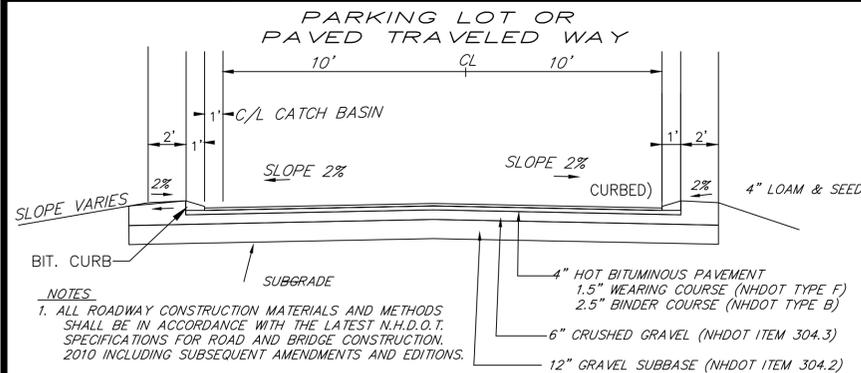 PARKING LOT OR
PAVED TRAVELED WAY
10' CL 10'
1' C/L CATCH BASIN
2' 1' 1' 2'
SLOPE 2% SLOPE 2%
2% CURBED) 2% 4" LOAM & SEED
SLOPE VARIES
BIT. CURB
SUBGRADE
4" HOT BITUMINOUS PAVEMENT
1.5" WEARING COURSE (NHDOT TYPE F)
2.5" BINDER COURSE (NHDOT TYPE B)
6" CRUSHED GRAVEL (NHDOT ITEM 304.3)
12" GRAVEL SUBBASE (NHDOT ITEM 304.2)
NOTES
1. ALL ROADWAY CONSTRUCTION MATERIALS AND METHODS
SHALL BE IN ACCORDANCE WITH THE LATEST N.H.D.O.T.
SPECIFICATIONS FOR ROAD AND BRIDGE CONSTRUCTION.
2010 INCLUDING SUBSEQUENT AMENDMENTS AND EDITIONS.